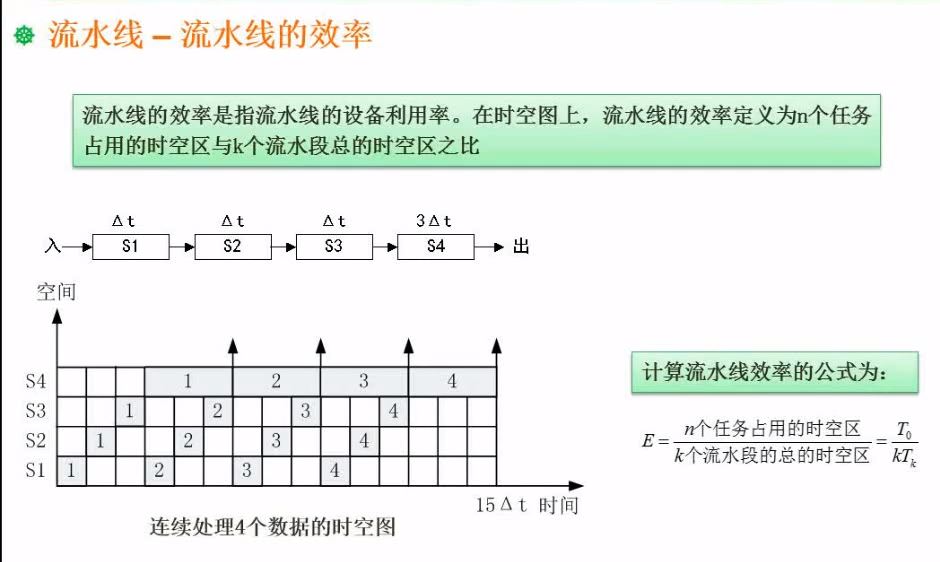 流水线 – 流水线的效率
流水线的效率是指流水线的设备利用率。在时空图上，流水线的效率定义为n个任务
占用的时空区与k个流水段总的时空区之比
Δt Δt Δt 3Δt
入 S1 S2 S3 S4 出
空间
S4 1 2 3 4
S3 1 2 3 4
S2 1 2 3 4
S1 1 2 3 4
15Δt 时间
连续处理4个数据的时空图
计算流水线效率的公式为：
E = n个任务占用的时空区 / k个流水段的总的时空区 = T₀ / kTₖ